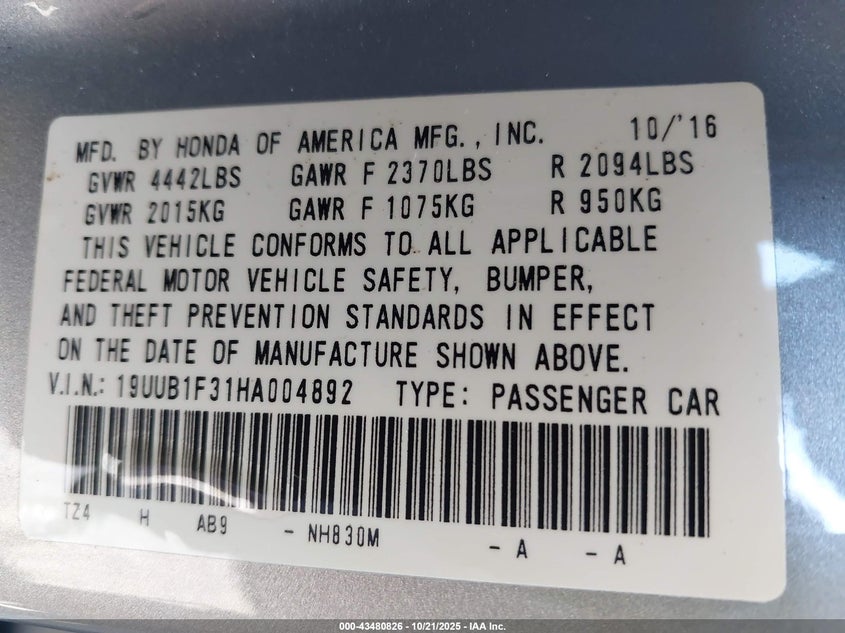 MFD. BY HONDA OF AMERICA MFG., INC. 10/'16
GVWR 4442LBS GAWR F 2370LBS R 2094LBS
GVWR 2015KG GAWR F 1075KG R 950KG
THIS VEHICLE CONFORMS TO ALL APPLICABLE
FEDERAL MOTOR VEHICLE SAFETY, BUMPER,
AND THEFT PREVENTION STANDARDS IN EFFECT
ON THE DATE OF MANUFACTURE SHOWN ABOVE.
V.I.N.: 19UUB1F31HA004892 TYPE: PASSENGER CAR
TZ4 H AB9 - NH830M - A - A
000-43480826 - 10/21/2025 - IAA Inc.